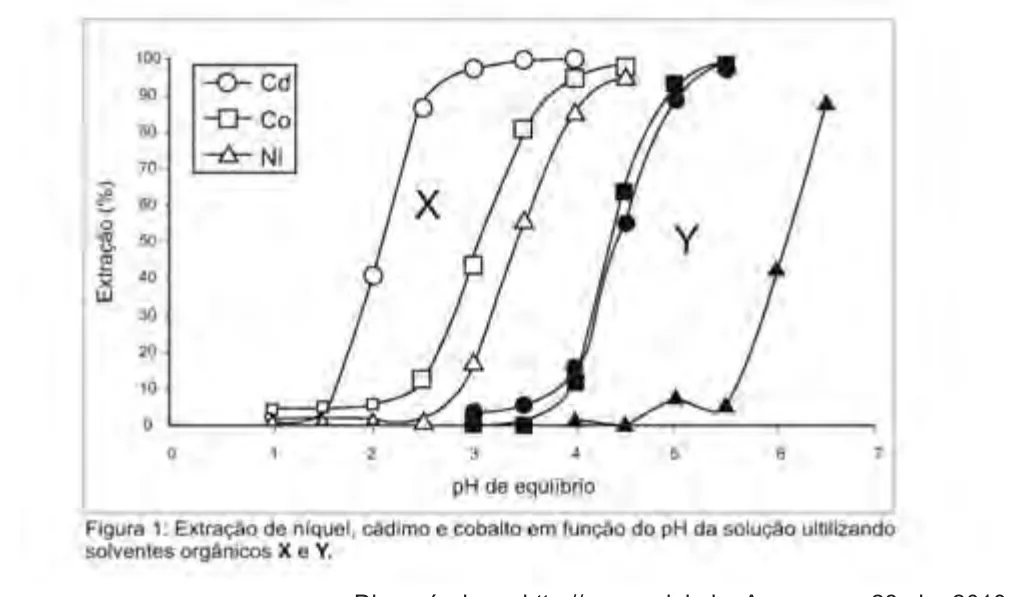 Extração (%)
100
90
80
70
60
50
40
30
20
10
0
Cd
Co
Ni
X
Y
0 1 2 3 4 5 6 7
pH de equilíbrio
Figura 1: Extração de níquel, cádimo e cobalto em função do pH da solução ultilizando
solventes orgânicos X e Y.